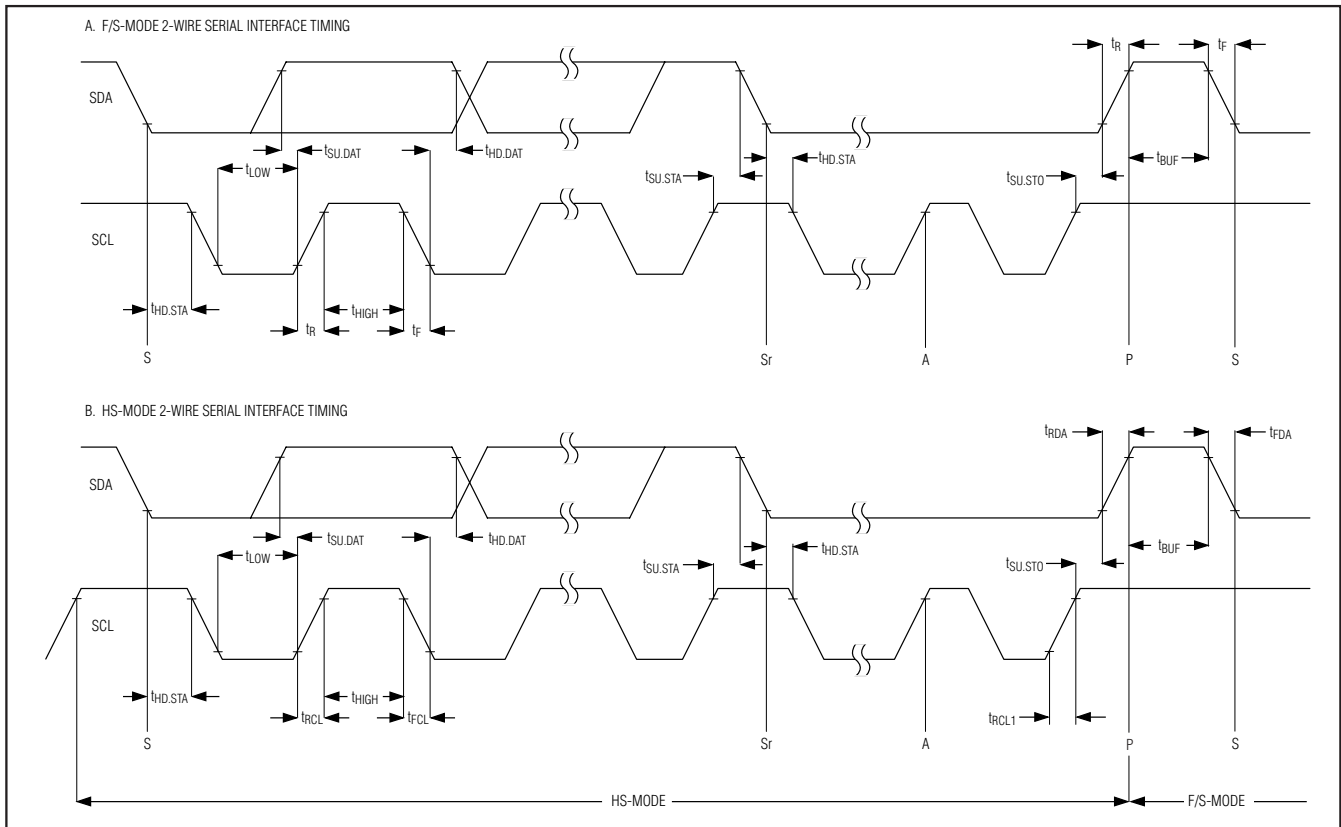 A. F/S-MODE 2-WIRE SERIAL INTERFACE TIMING
tR
tF
SDA
tSU.DAT
tHD.DAT
tLOW
tHD.STA
tBUF
tSU.STA
tSU.STO
SCL
tHD.STA
tR
tHIGH
tF
S
Sr
A
P
S
B. HS-MODE 2-WIRE SERIAL INTERFACE TIMING
tRDA
tFDA
SDA
tSU.DAT
tHD.DAT
tLOW
tHD.STA
tBUF
tSU.STA
tSU.STO
SCL
tHD.STA
tRCL
tHIGH
tFCL
tRCL1
S
Sr
A
P
S
HS-MODE
F/S-MODE